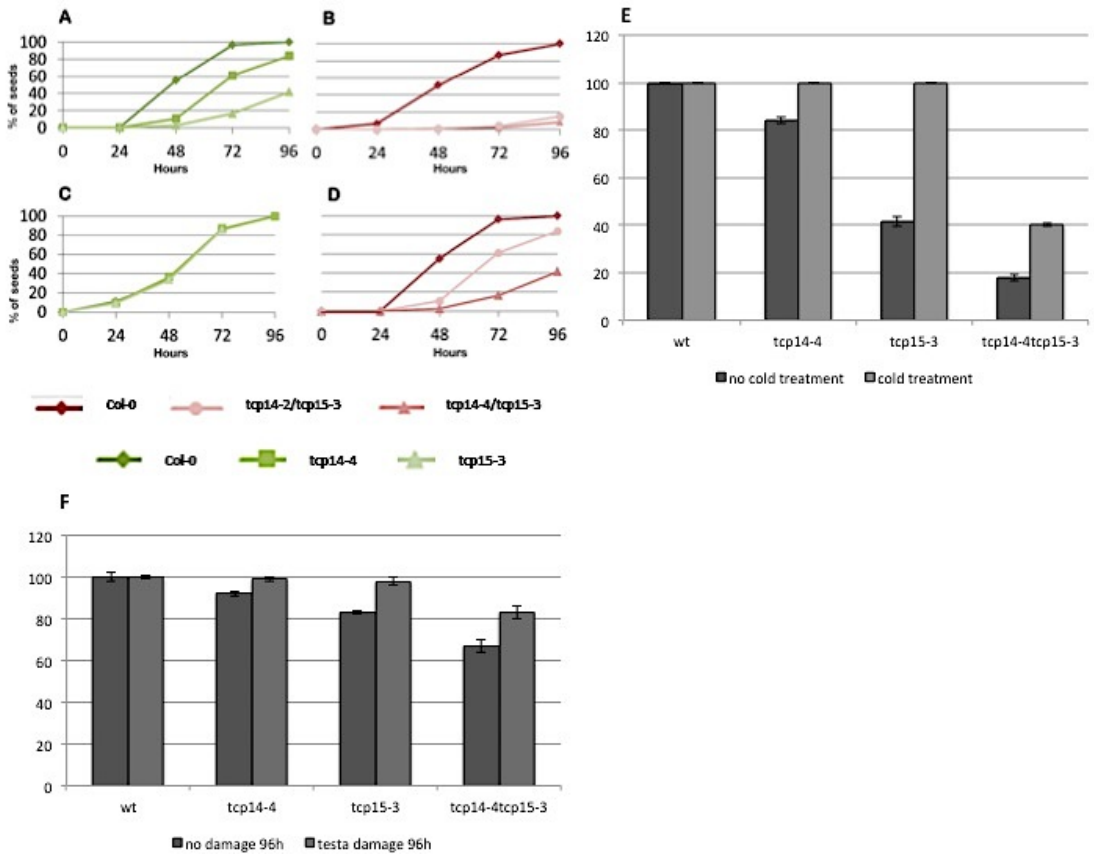 A
100
80
60
40
20
0
% of seeds
0 24 48 72 96
Hours
B
0 24 48 72 96
Hours
C
100
80
60
40
20
0
% of seeds
0 24 48 72 96
Hours
D
0 24 48 72 96
Hours
Col-0 tcp14-2/tcp15-3 tcp14-4/tcp15-3
Col-0 tcp14-4 tcp15-3
E
120
100
80
60
40
20
0
wt tcp14-4 tcp15-3 tcp14-4tcp15-3
no cold treatment cold treatment
F
120
100
80
60
40
20
0
wt tcp14-4 tcp15-3 tcp14-4tcp15-3
no damage 96h testa damage 96h